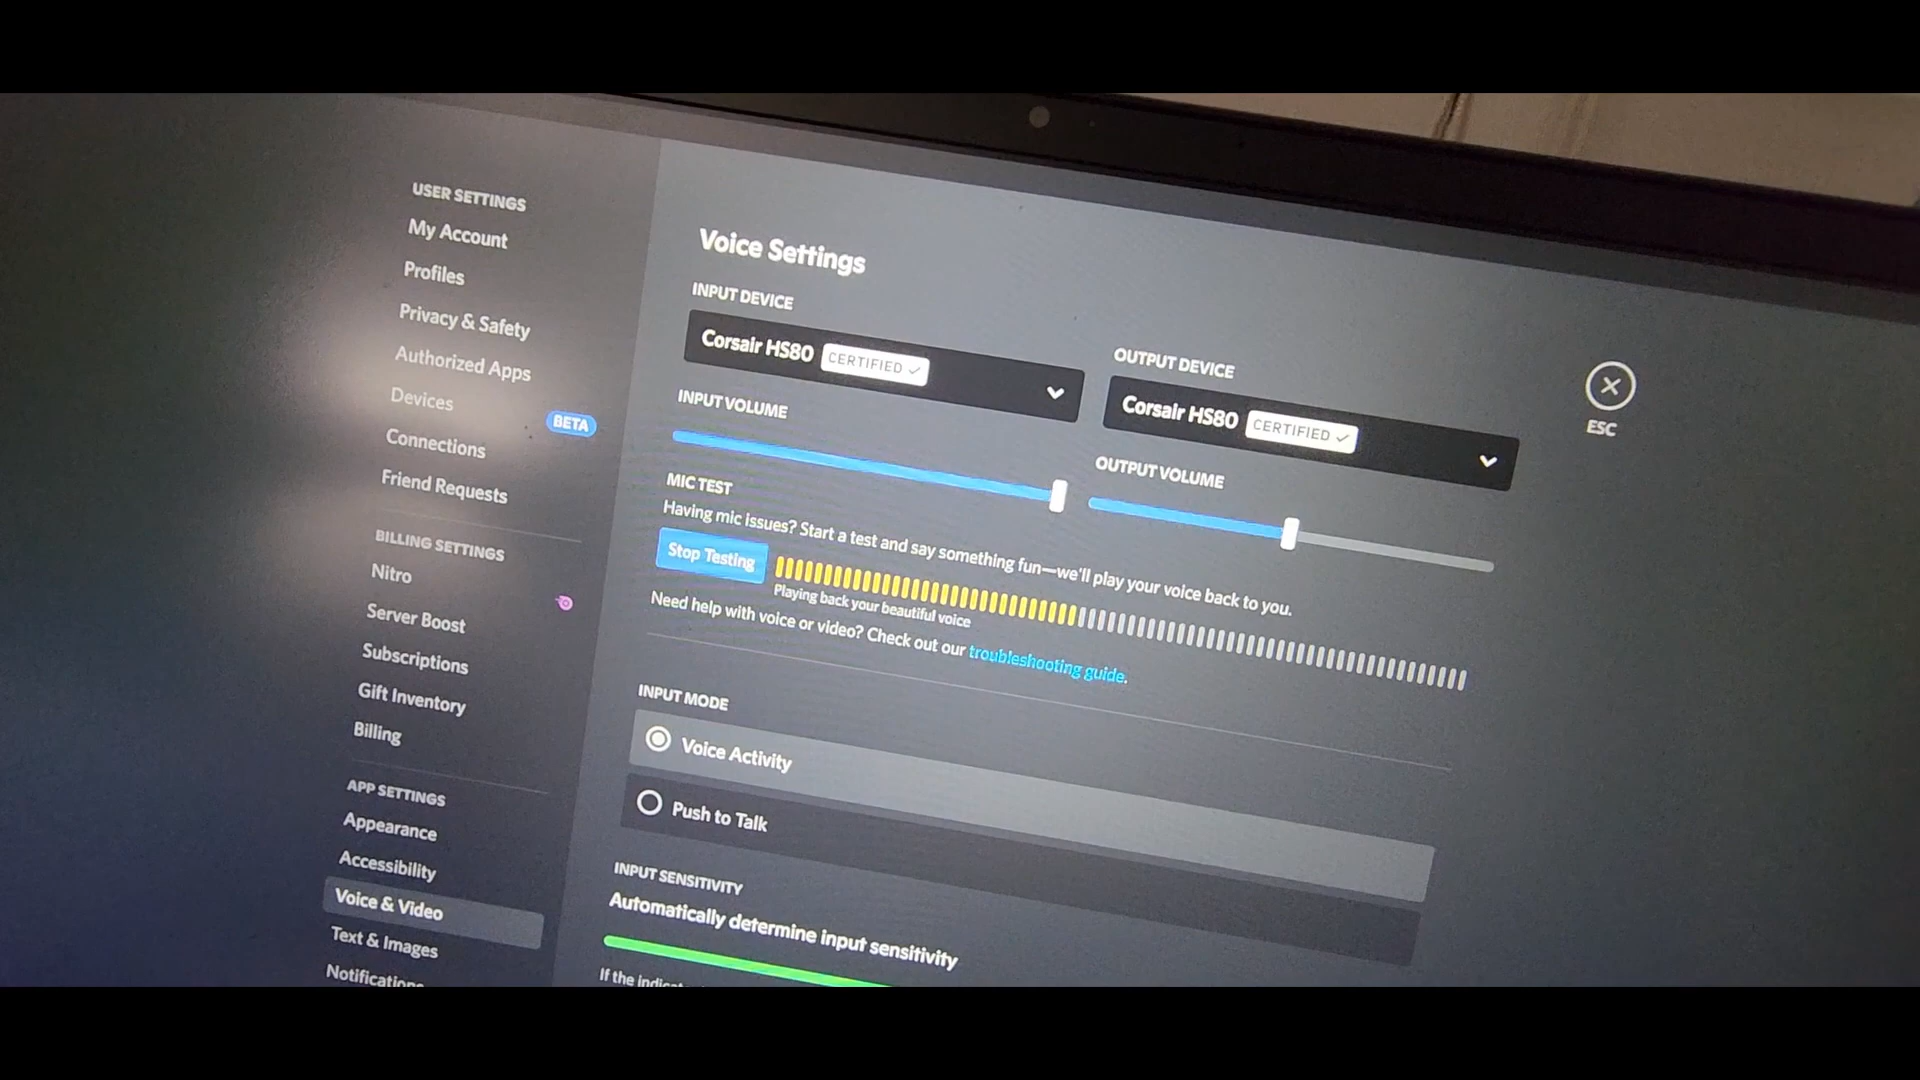 USER SETTINGS
My Account
Profiles
Privacy & Safety
Authorized Apps
Devices
BETA
Connections
Friend Requests
BILLING SETTINGS
Nitro
Server Boost
Subscriptions
Gift Inventory
Billing
APP SETTINGS
Appearance
Accessibility
Voice & Video
Text & Images
Notifications
Voice Settings
INPUT DEVICE
Corsair HS80 CERTIFIED ✓
OUTPUT DEVICE
Corsair HS80 CERTIFIED ✓
INPUT VOLUME
OUTPUT VOLUME
MIC TEST
Having mic issues? Start a test and say something fun—we'll play your voice back to you.
Stop Testing
Playing back your beautiful voice
Need help with voice or video? Check out our troubleshooting guide.
INPUT MODE
Voice Activity
Push to Talk
INPUT SENSITIVITY
Automatically determine input sensitivity
If the
ESC